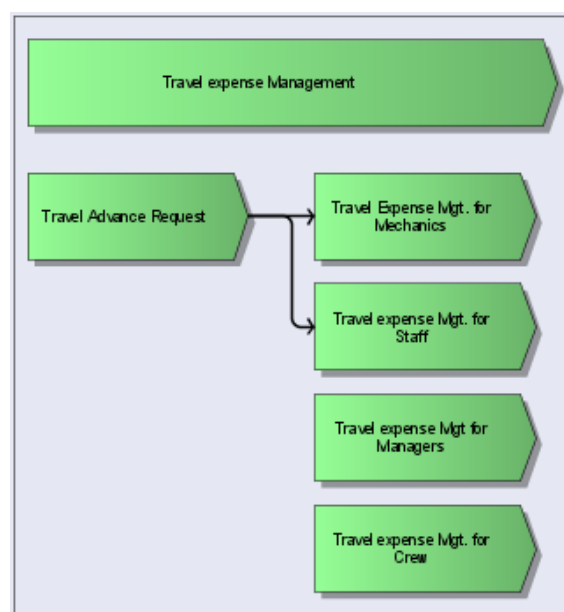 Travel expense Management
Travel Advance Request
Travel Expense Mgt. for
Mechanics
Travel expense Mgt. for
Staff
Travel expense Mgt for
Managers
Travel expense Mgt. for
Crew